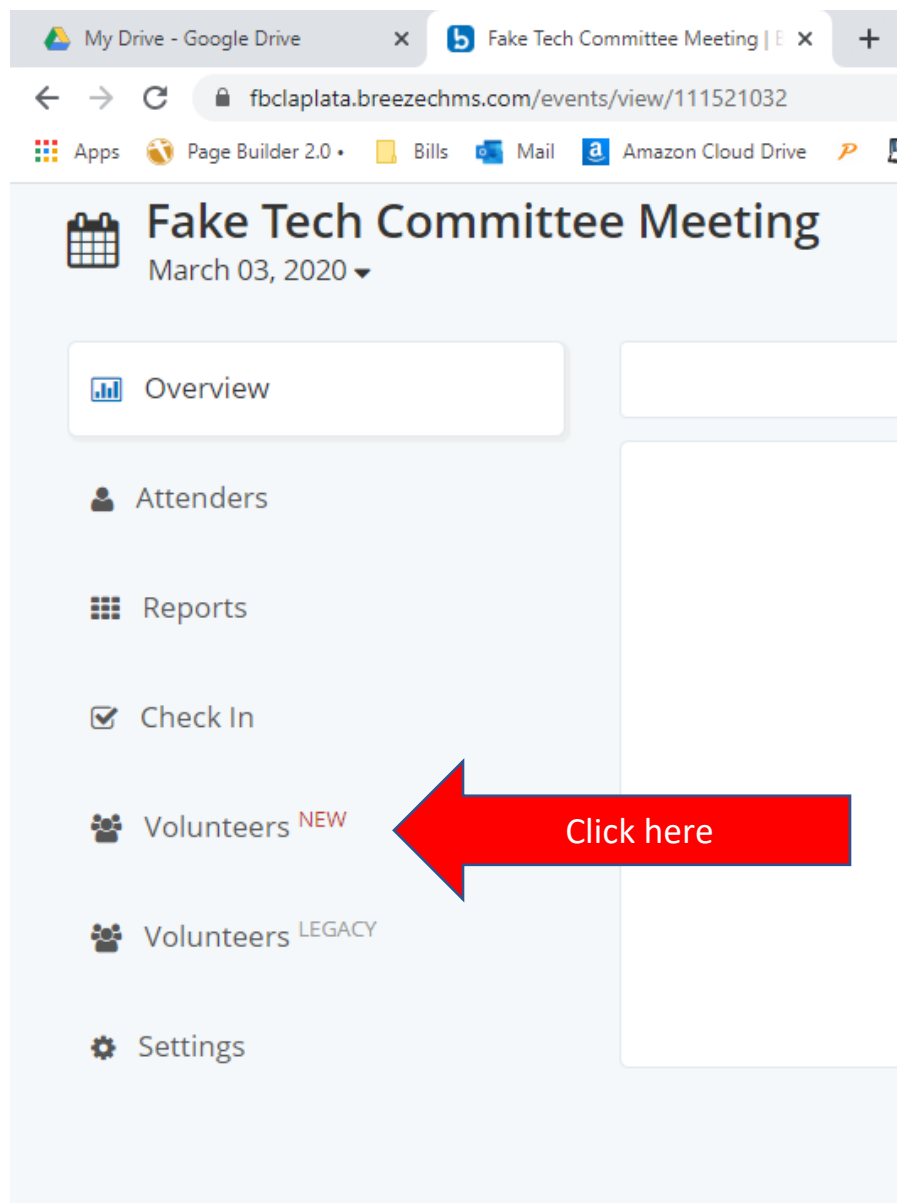 My Drive - Google Drive
Fake Tech Committee Meeting | B
fbclaplata.breezechms.com/events/view/111521032
Apps Page Builder 2.0 • Bills Mail Amazon Cloud Drive
Fake Tech Committee Meeting
March 03, 2020
Overview
Attenders
Reports
Check In
Volunteers NEW
Click here
Volunteers LEGACY
Settings